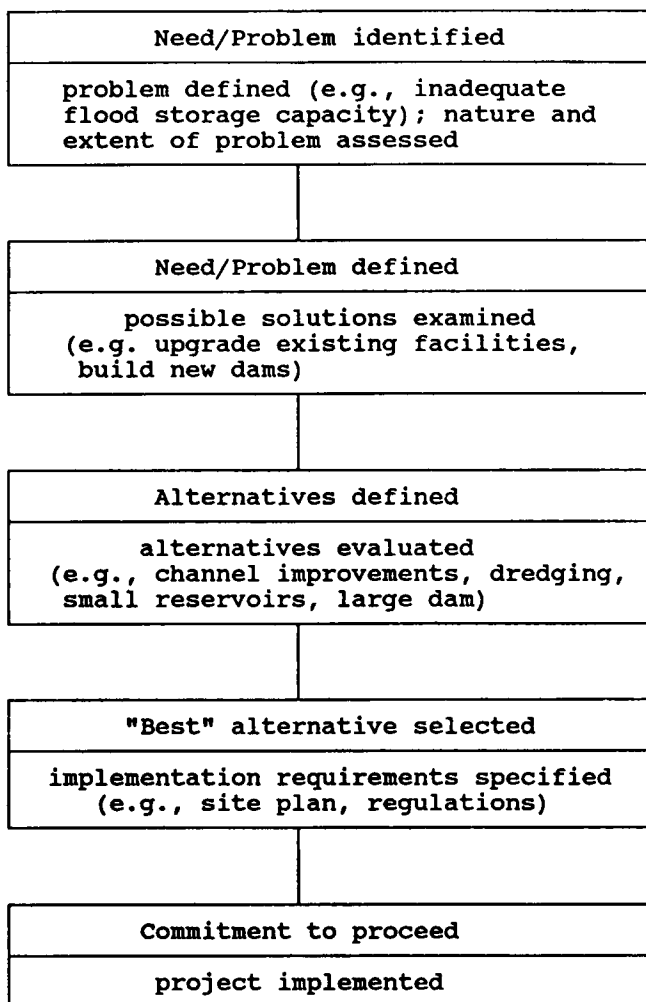 Need/Problem identified
problem defined (e.g., inadequate
flood storage capacity); nature and
extent of problem assessed
Need/Problem defined
possible solutions examined
(e.g. upgrade existing facilities,
build new dams)
Alternatives defined
alternatives evaluated
(e.g., channel improvements, dredging,
small reservoirs, large dam)
"Best" alternative selected
implementation requirements specified
(e.g., site plan, regulations)
Commitment to proceed
project implemented